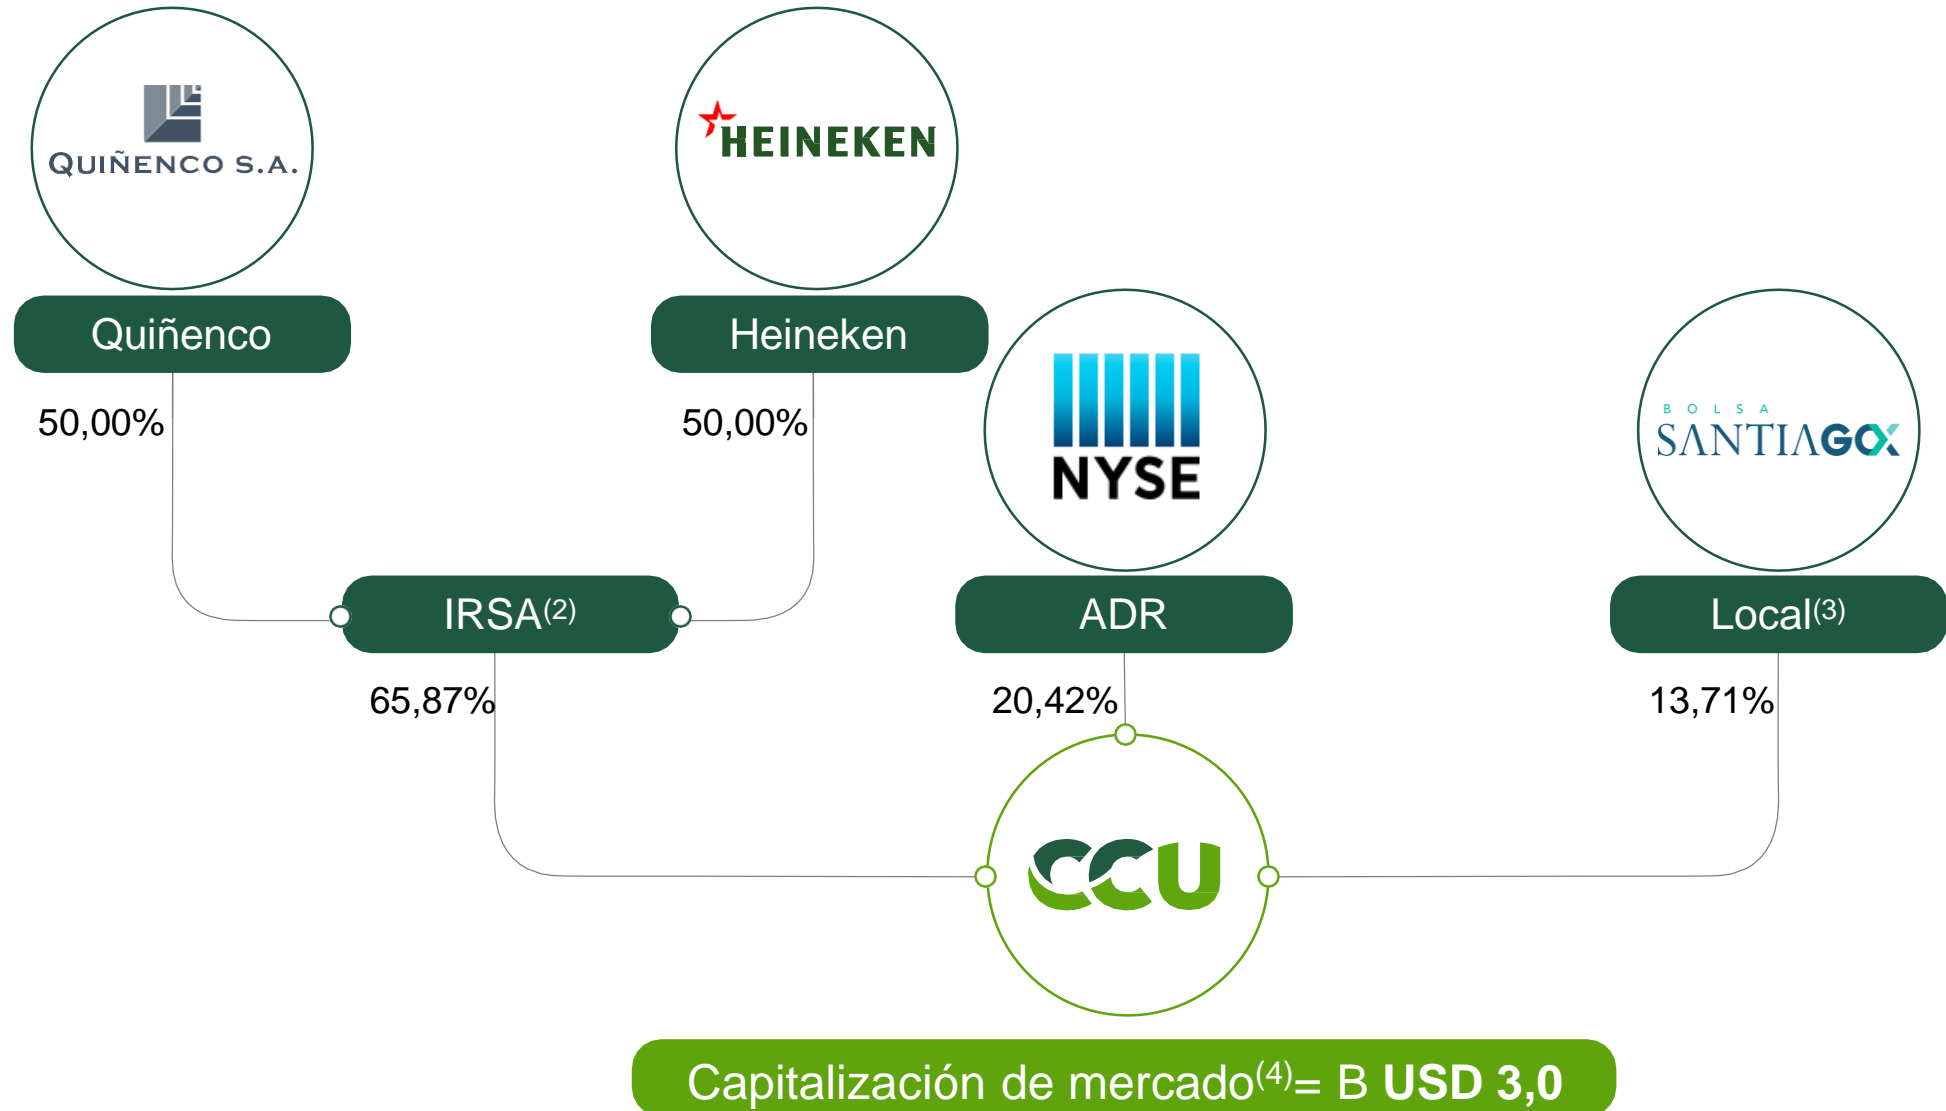 QUIÑENCO S.A.
HEINEKEN
Quiñenco
Heineken
50,00%
50,00%
NYSE
BOLSA
SANTIAGO
IRSA(2)
ADR
Local(3)
65,87%
20,42%
13,71%
CCU
Capitalización de mercado(4)= B USD 3,0